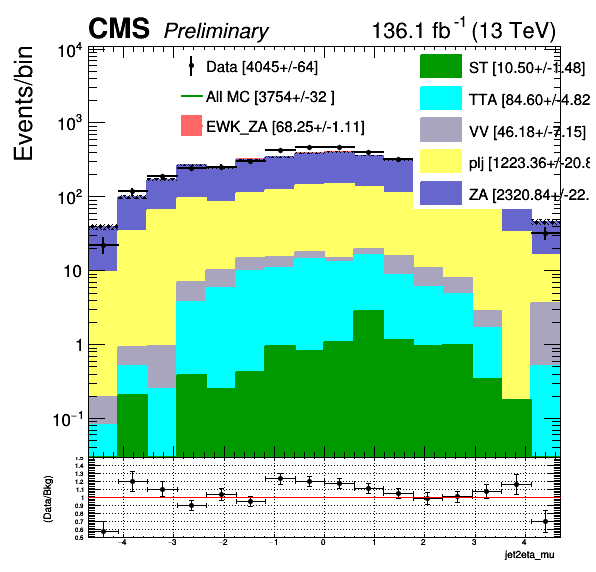 CMS Preliminary 136.1 fb⁻¹ (13 TeV)
Events/bin
10⁴
10³
10²
10
1
10⁻¹
Data [4045+/-64]
All MC [3754+/-32 ]
EWK_ZA [68.25+/-1.11]
ST [10.50+/-1.48]
TTA [84.60+/-4.82
VV [46.18+/-7.15]
plj [1223.36+/-20.8
ZA [2320.84+/-22.
(Data/Bkg)
1.5
1.4
1.3
1.2
1.1
1
0.9
0.8
0.7
0.6
0.5
−4 −3 −2 −1 0 1 2 3 4
jet2eta_mu